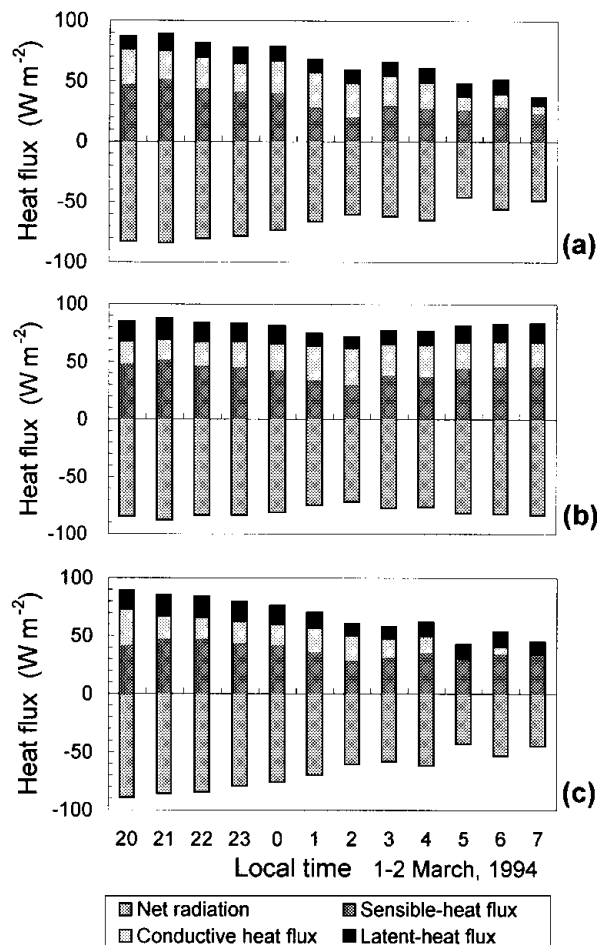 100
50
0
-50
-100
Heat flux (W m-2)
(a)
100
50
0
-50
-100
Heat flux (W m-2)
(b)
100
50
0
-50
-100
Heat flux (W m-2)
(c)
20 21 22 23 0 1 2 3 4 5 6 7
Local time 1-2 March, 1994
Net radiation Sensible-heat flux
Conductive heat flux Latent-heat flux